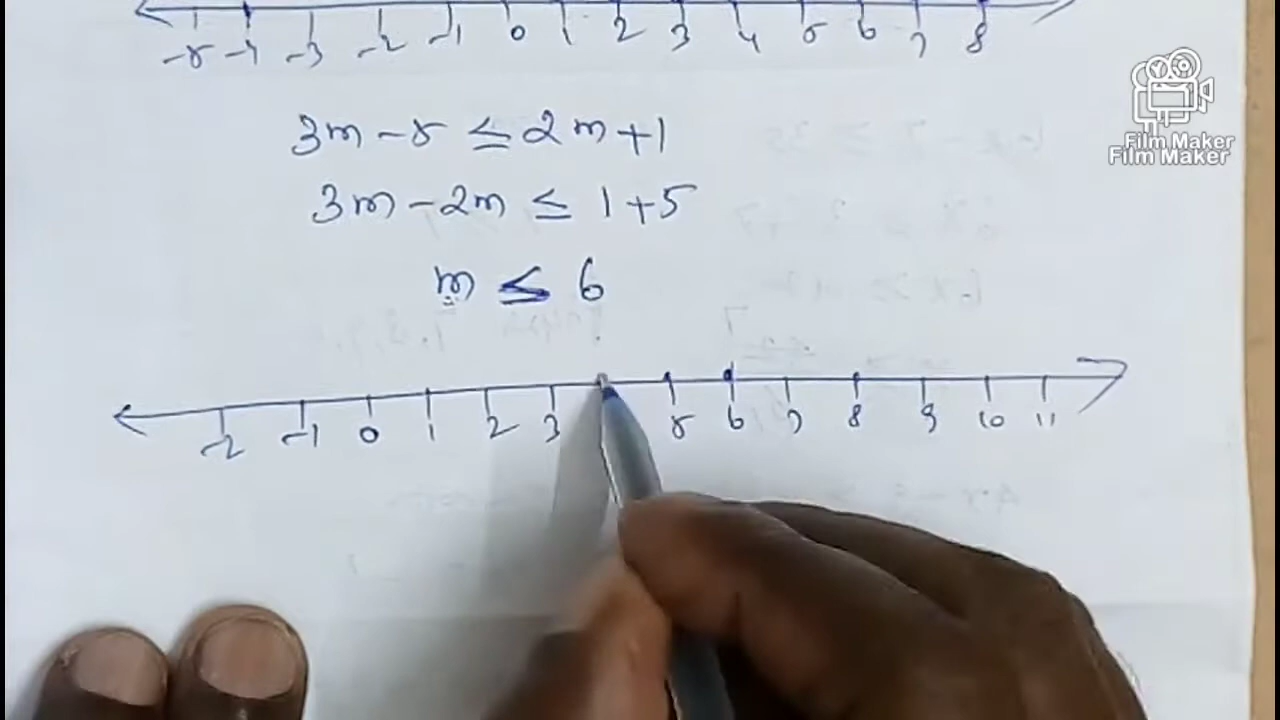 -5 -4 -3 -2 -1 0 1 2 3 4 5 6 7 8
3m - 5 ≤ 2m + 1
3m - 2m ≤ 1 + 5
m ≤ 6
-2 -1 0 1 2 3 5 6 7 8 9 10 11
Film Maker
Film Maker